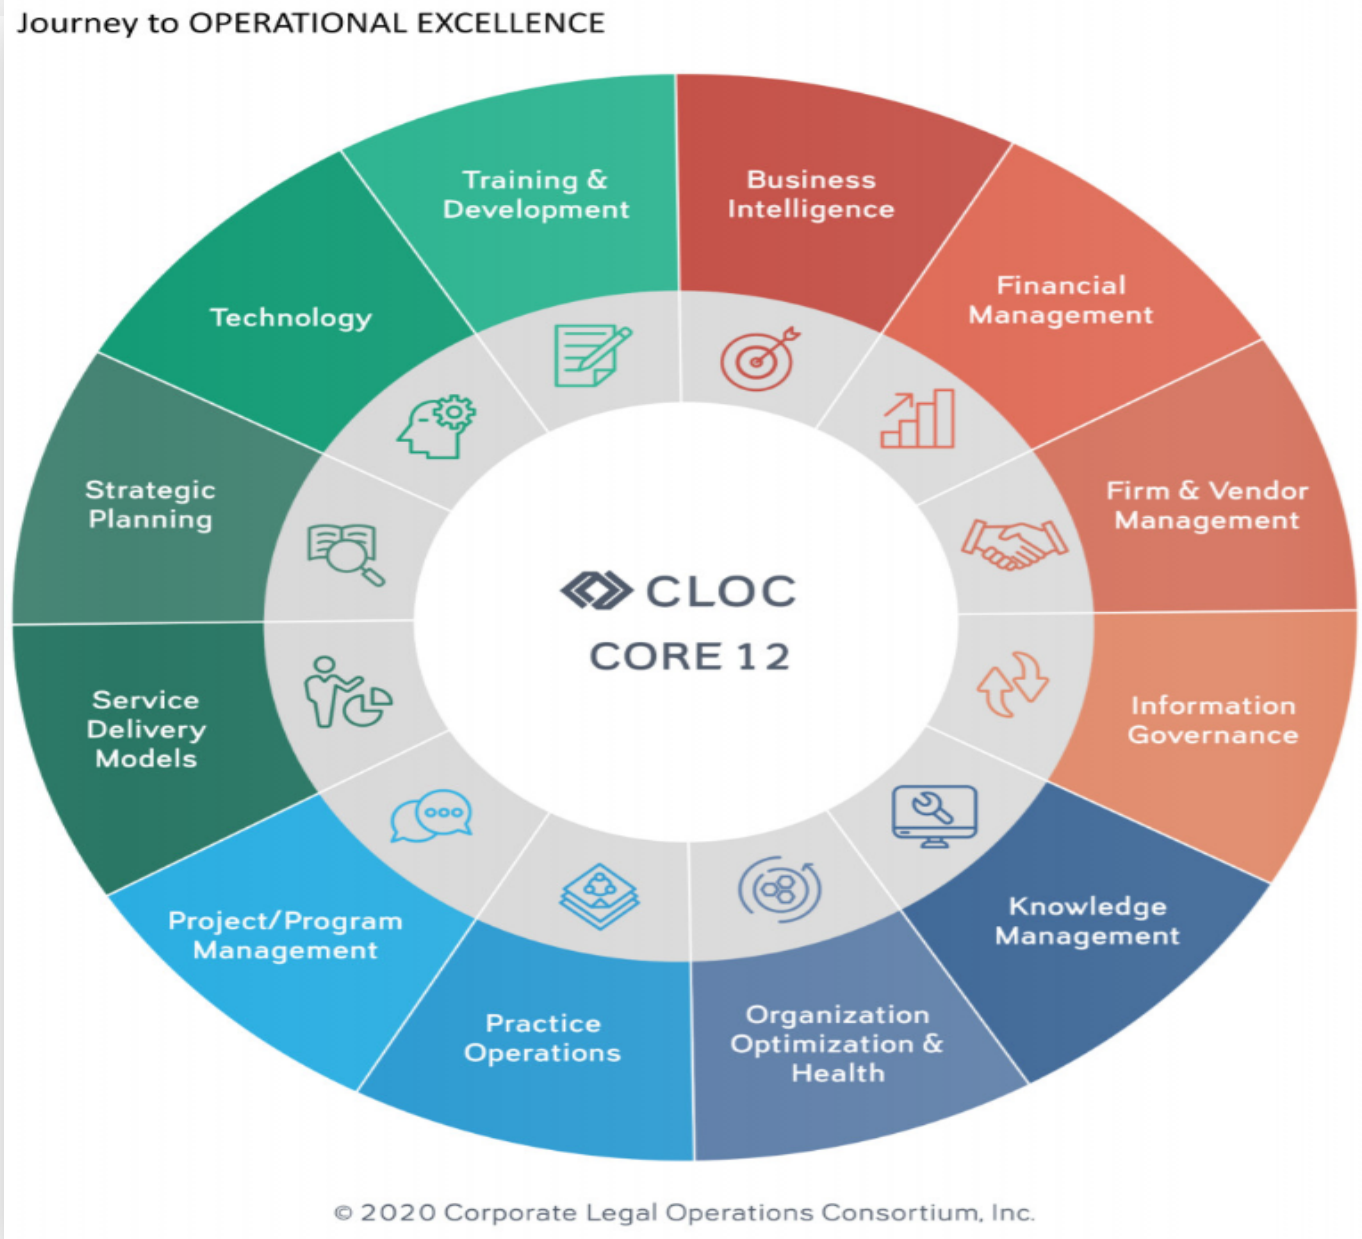 Journey to OPERATIONAL EXCELLENCE
Training &
Development
Business
Intelligence
Financial
Management
Technology
Firm & Vendor
Management
Strategic
Planning
CLOC
CORE 12
Information
Governance
Service
Delivery
Models
Knowledge
Management
Project/Program
Management
Organization
Optimization &
Health
Practice
Operations
© 2020 Corporate Legal Operations Consortium, Inc.